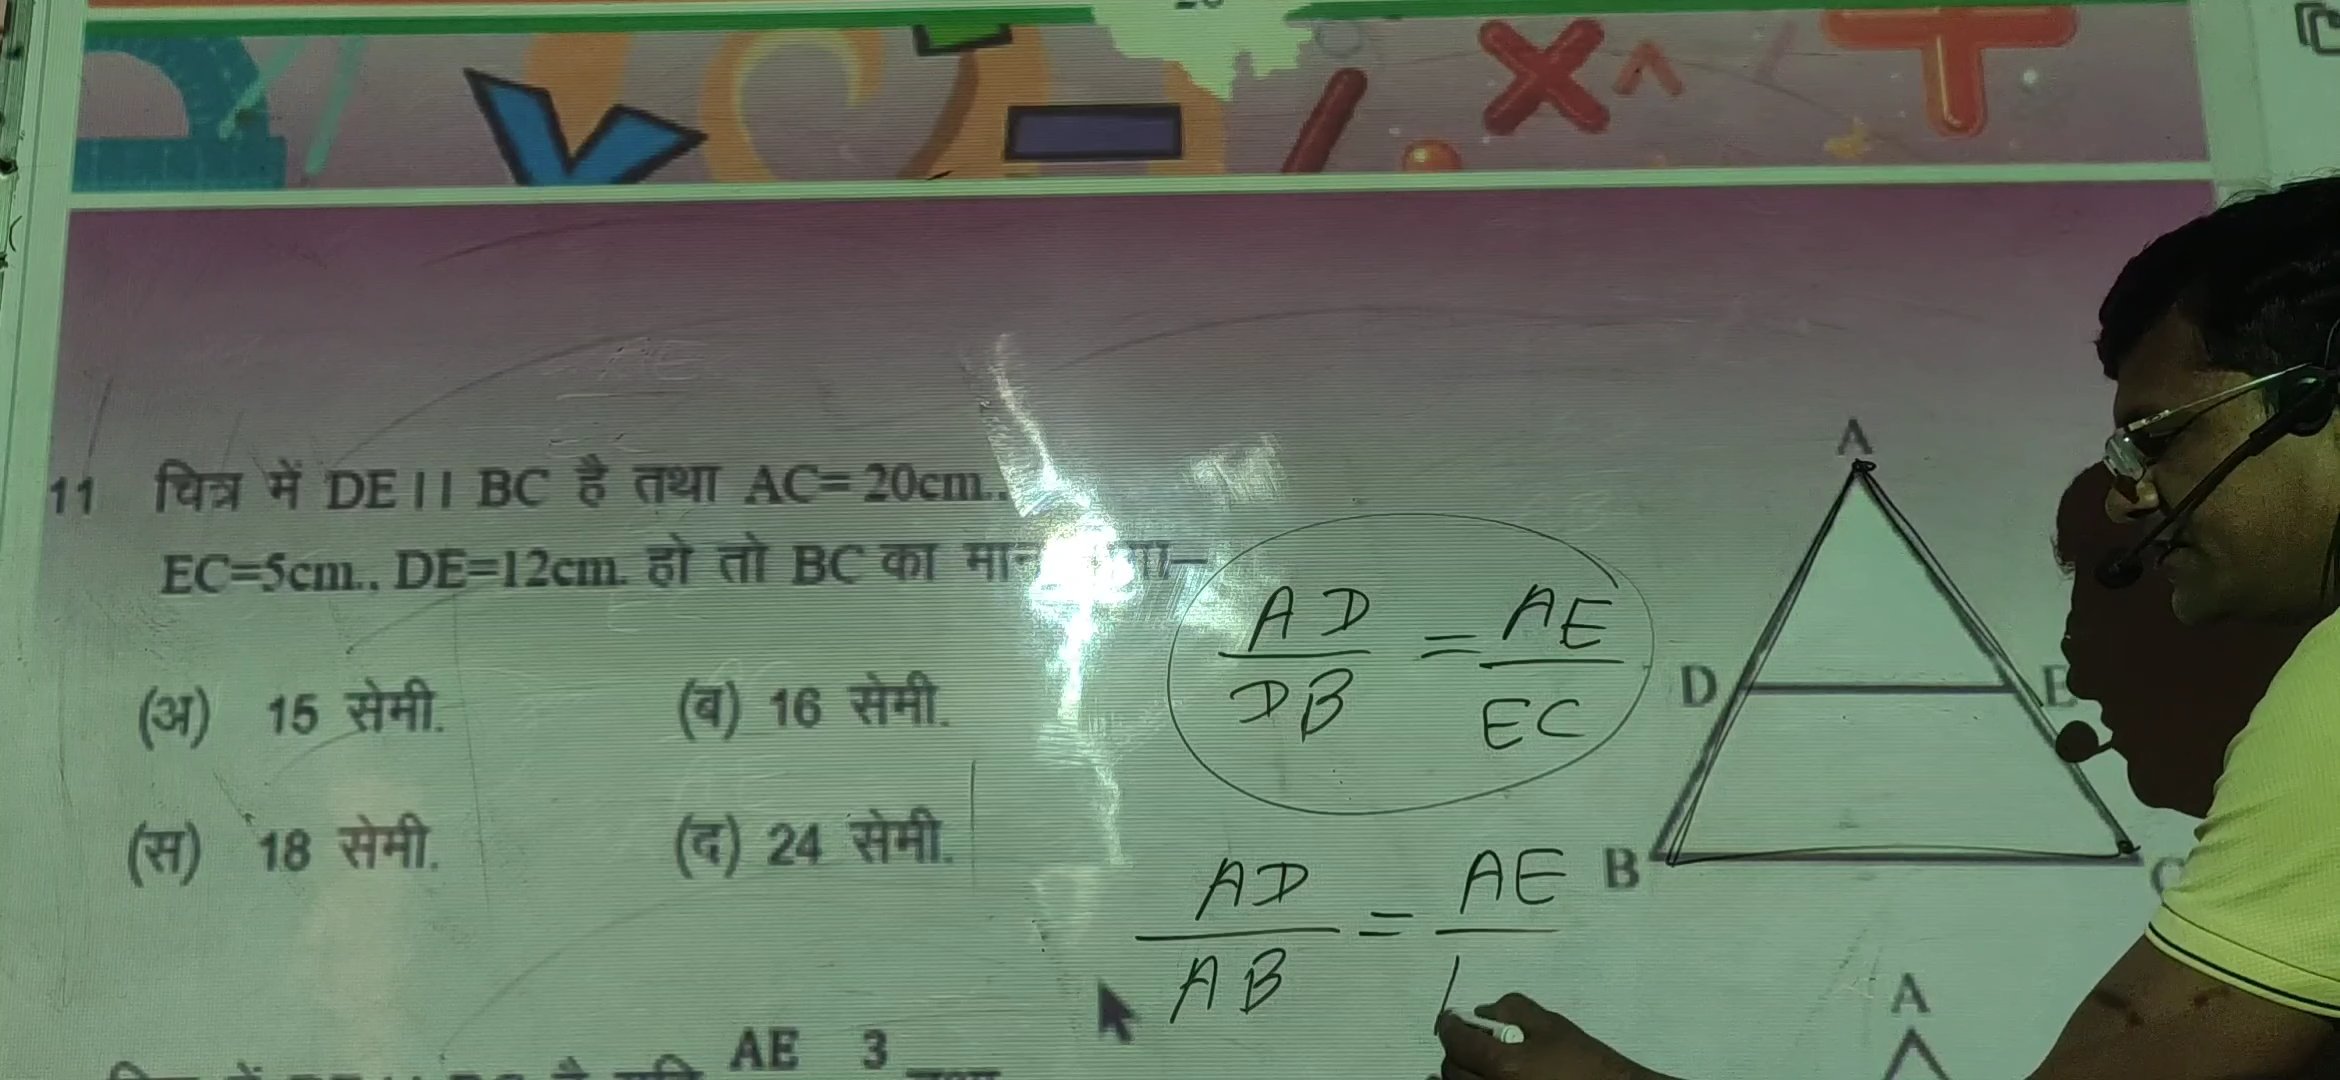 11 चित्र में DE || BC है तथा AC= 20cm..
EC=5cm., DE=12cm. हो तो BC का
(अ) 15 सेमी. (ब) 16 सेमी.
(स) 18 सेमी. (द) 24 सेमी.
AD/DB = AE/EC
AD/AB = AE
A
D E
B C
AE 3
A